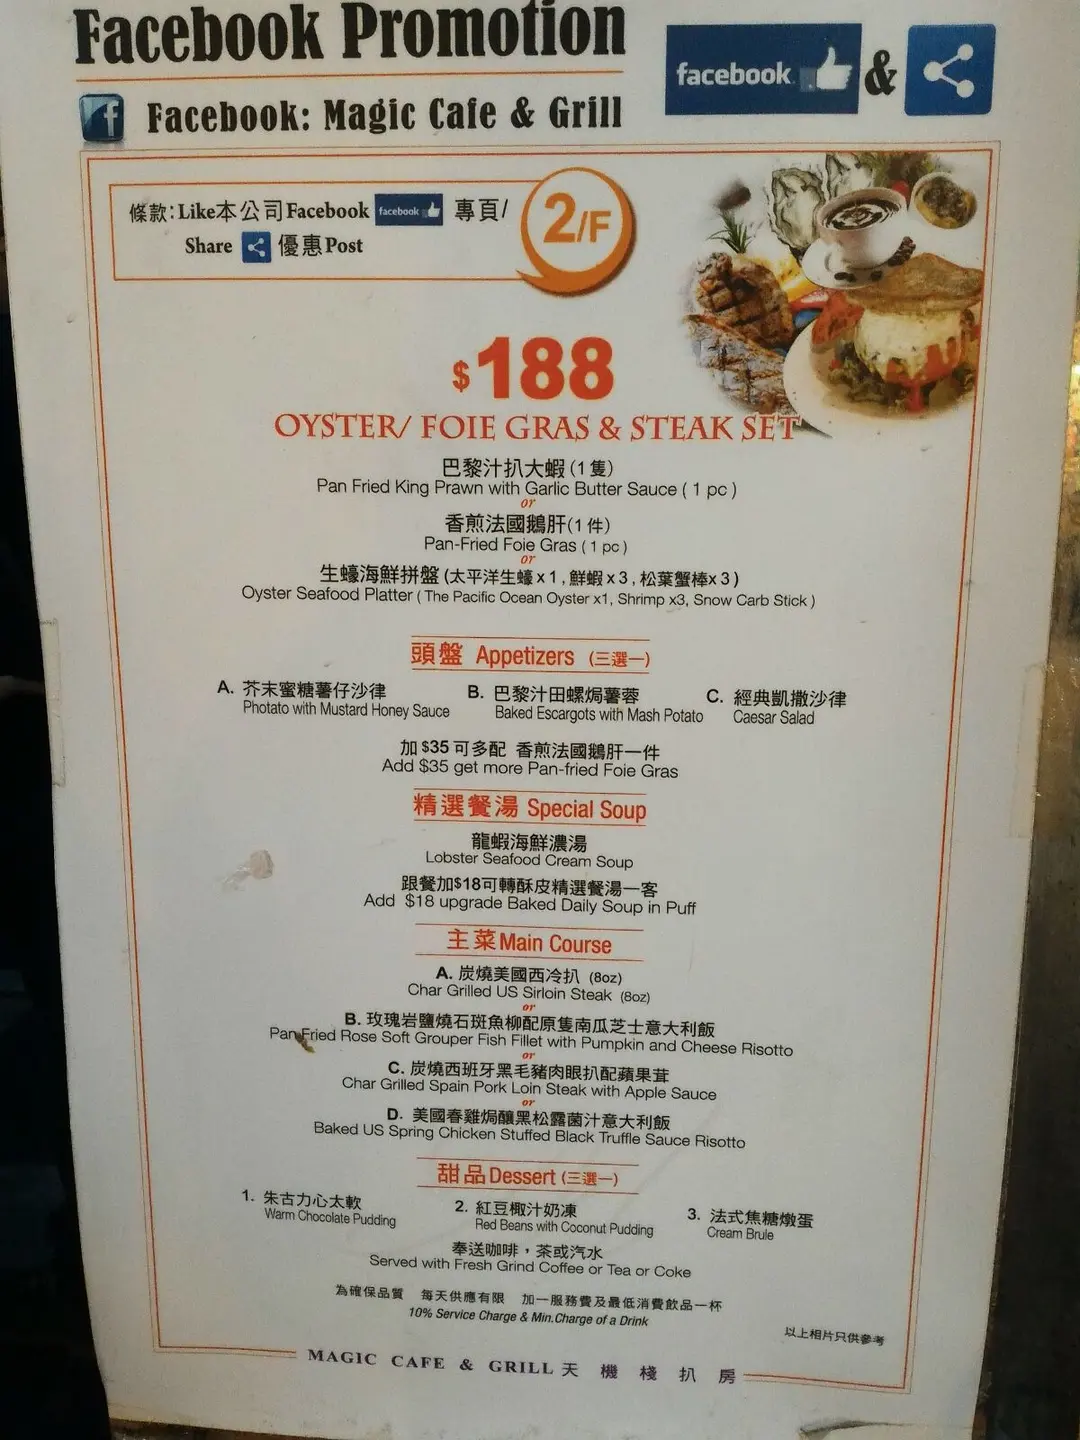 Facebook Promotion
facebook & 
f Facebook: Magic Cafe & Grill
條款:Like本公司Facebook facebook 專頁/
Share 優惠Post
2/F
$188
OYSTER/ FOIE GRAS & STEAK SET
巴黎汁扒大蝦(1隻)
Pan Fried King Prawn with Garlic Butter Sauce ( 1 pc )
or
香煎法國鵝肝(1件)
Pan-Fried Foie Gras ( 1 pc )
or
生蠔海鮮拼盤(太平洋生蠔x1,鮮蝦x3,松葉蟹棒x3)
Oyster Seafood Platter ( The Pacific Ocean Oyster x1, Shrimp x3, Snow Carb Stick )
頭盤 Appetizers (三選一)
A. 芥末蜜糖薯仔沙律
Photato with Mustard Honey Sauce
B. 巴黎汁田螺焗薯蓉
Baked Escargots with Mash Potato
C. 經典凱撒沙律
Caesar Salad
加$35可多配 香煎法國鵝肝一件
Add $35 get more Pan-fried Foie Gras
精選餐湯 Special Soup
龍蝦海鮮濃湯
Lobster Seafood Cream Soup
跟餐加$18可轉酥皮精選餐湯一客
Add $18 upgrade Baked Daily Soup in Puff
主菜Main Course
A. 炭燒美國西冷扒 (8oz)
Char Grilled US Sirloin Steak (8oz)
or
B. 玫瑰岩鹽燒石斑魚柳配原隻南瓜芝士意大利飯
Pan Fried Rose Soft Grouper Fish Fillet with Pumpkin and Cheese Risotto
or
C. 炭燒西班牙黑毛豬肉眼扒配蘋果茸
Char Grilled Spain Pork Loin Steak with Apple Sauce
or
D. 美國春雞焗釀黑松露菌汁意大利飯
Baked US Spring Chicken Stuffed Black Truffle Sauce Risotto
甜品Dessert (三選一)
1. 朱古力心太軟
Warm Chocolate Pudding
2. 紅豆椰汁奶凍
Red Beans with Coconut Pudding
3. 法式焦糖燉蛋
Cream Brule
奉送咖啡,茶或汽水
Served with Fresh Grind Coffee or Tea or Coke
為確保品質 每天供應有限 加一服務費及最低消費飲品一杯
10% Service Charge & Min.Charge of a Drink
以上相片只供參考
MAGIC CAFE & GRILL 天機棧扒房